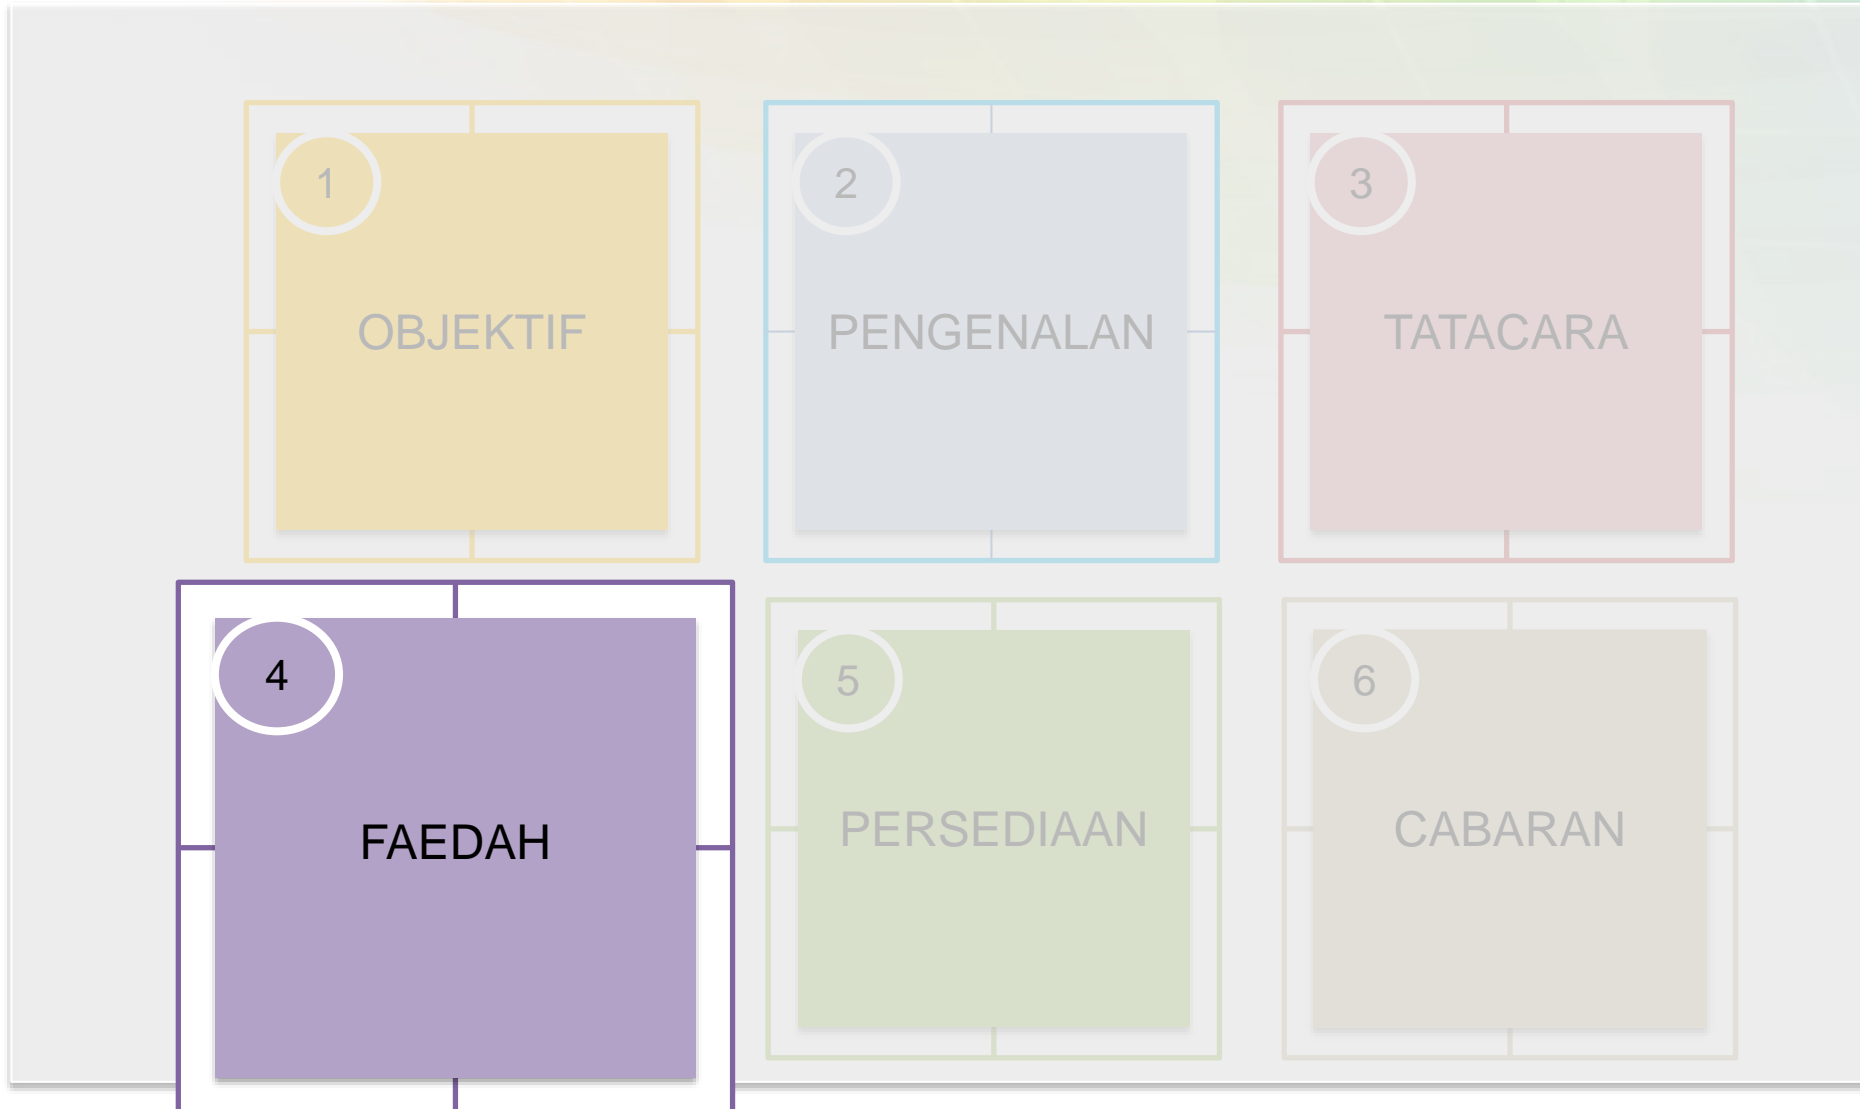 1
OBJEKTIF
2
PENGENALAN
3
TATACARA
4
FAEDAH
5
PERSEDIAAN
6
CABARAN